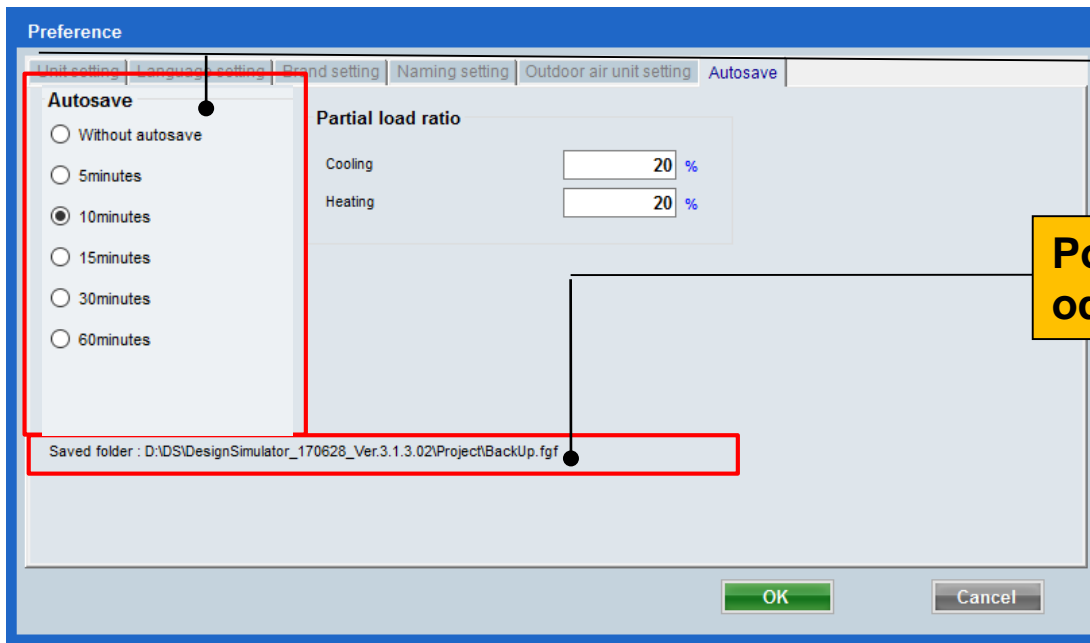 Preference
Unit setting Language setting Brand setting Naming setting Outdoor air unit setting Autosave
Autosave
Without autosave
5minutes
10minutes
15minutes
30minutes
60minutes
Partial load ratio
Cooling 20 %
Heating 20 %
Saved folder : D:\DS\DesignSimulator_170628_Ver.3.1.3.02\Project\BackUp.fgf
OK Cancel